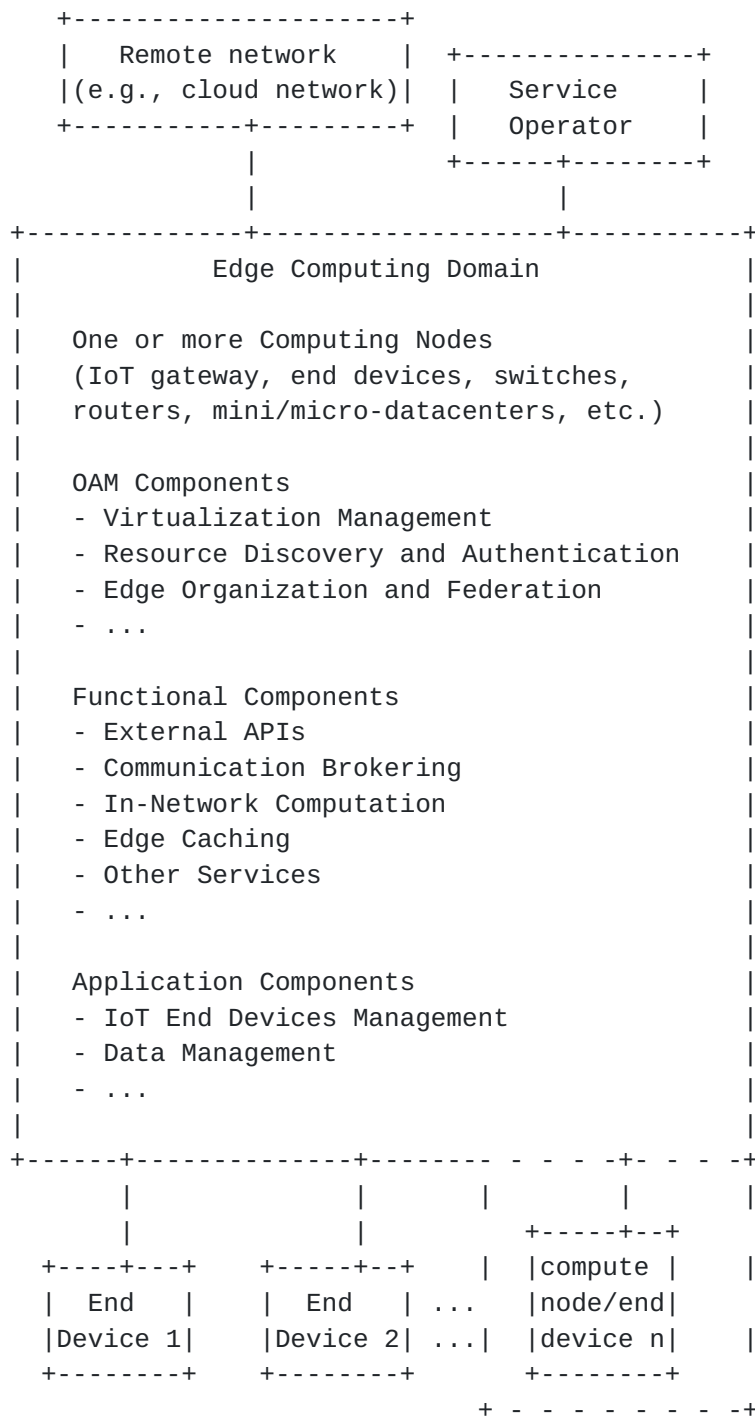 Remote network
(e.g., cloud network)
Service
Operator
Edge Computing Domain
One or more Computing Nodes
(IoT gateway, end devices, switches,
routers, mini/micro-datacenters, etc.)
OAM Components
- Virtualization Management
- Resource Discovery and Authentication
- Edge Organization and Federation
- ...
Functional Components
- External APIs
- Communication Brokering
- In-Network Computation
- Edge Caching
- Other Services
- ...
Application Components
- IoT End Devices Management
- Data Management
- ...
End
Device 1
End
Device 2
...
...
compute
node/end
device n